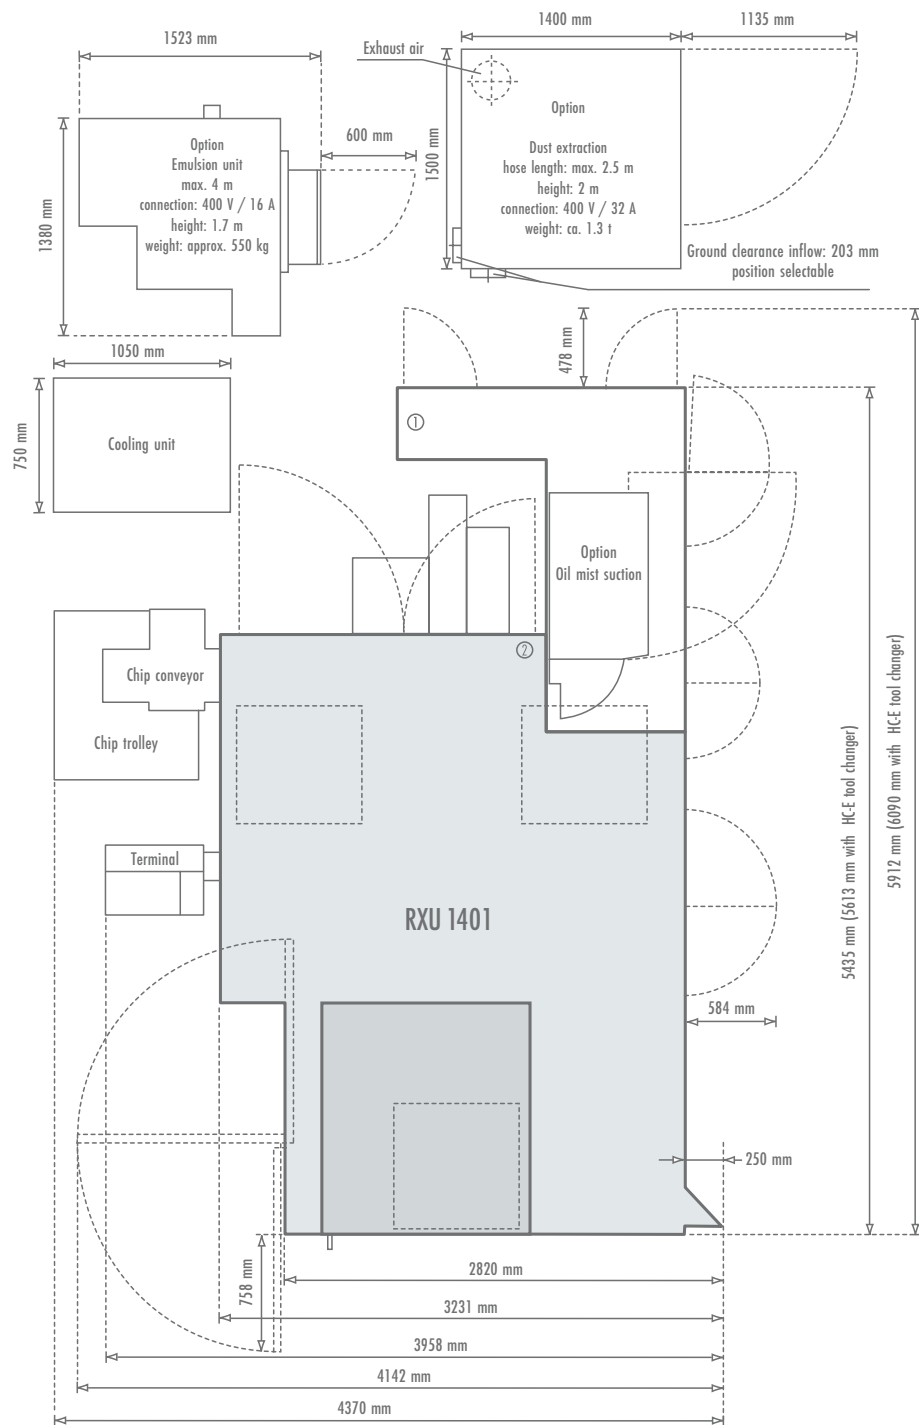 1400 mm
1135 mm
1523 mm
Exhaust air
600 mm
1500 mm
1380 mm
Option
Emulsion unit
max. 4 m
connection: 400 V / 16 A
height: 1.7 m
weight: approx. 550 kg
Option
Dust extraction
hose length: max. 2.5 m
height: 2 m
connection: 400 V / 32 A
weight: ca. 1.3 t
Ground clearance inflow: 203 mm
position selectable
1050 mm
478 mm
750 mm
Cooling unit
1
Option
Oil mist suction
2
Chip conveyor
Chip trolley
Terminal
RXU 1401
5435 mm (5613 mm with HC-E tool changer)
5912 mm (6090 mm with HC-E tool changer)
584 mm
250 mm
758 mm
2820 mm
3231 mm
3958 mm
4142 mm
4370 mm